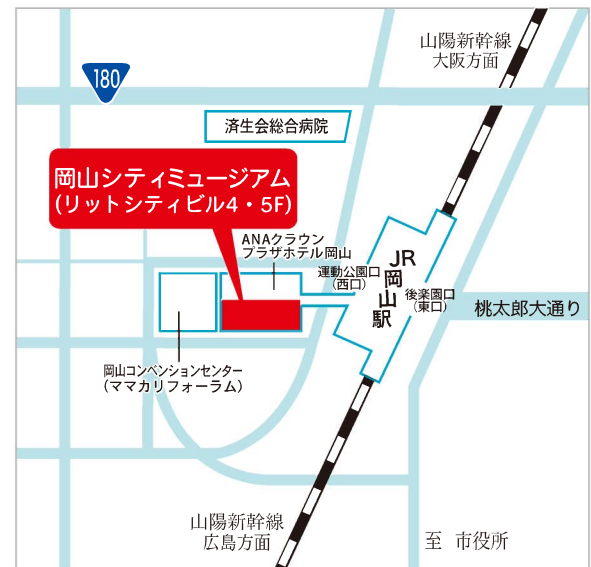 山陽新幹線
大阪方面
180
済生会総合病院
岡山シティミュージアム
(リットシティビル4・5F)
ANAクラウン
プラザホテル岡山
運動公園口
(西口)
JR
岡山駅
後楽園口
(東口)
桃太郎大通り
岡山コンベンションセンター
(ママカリフォーラム)
山陽新幹線
広島方面
至 市役所